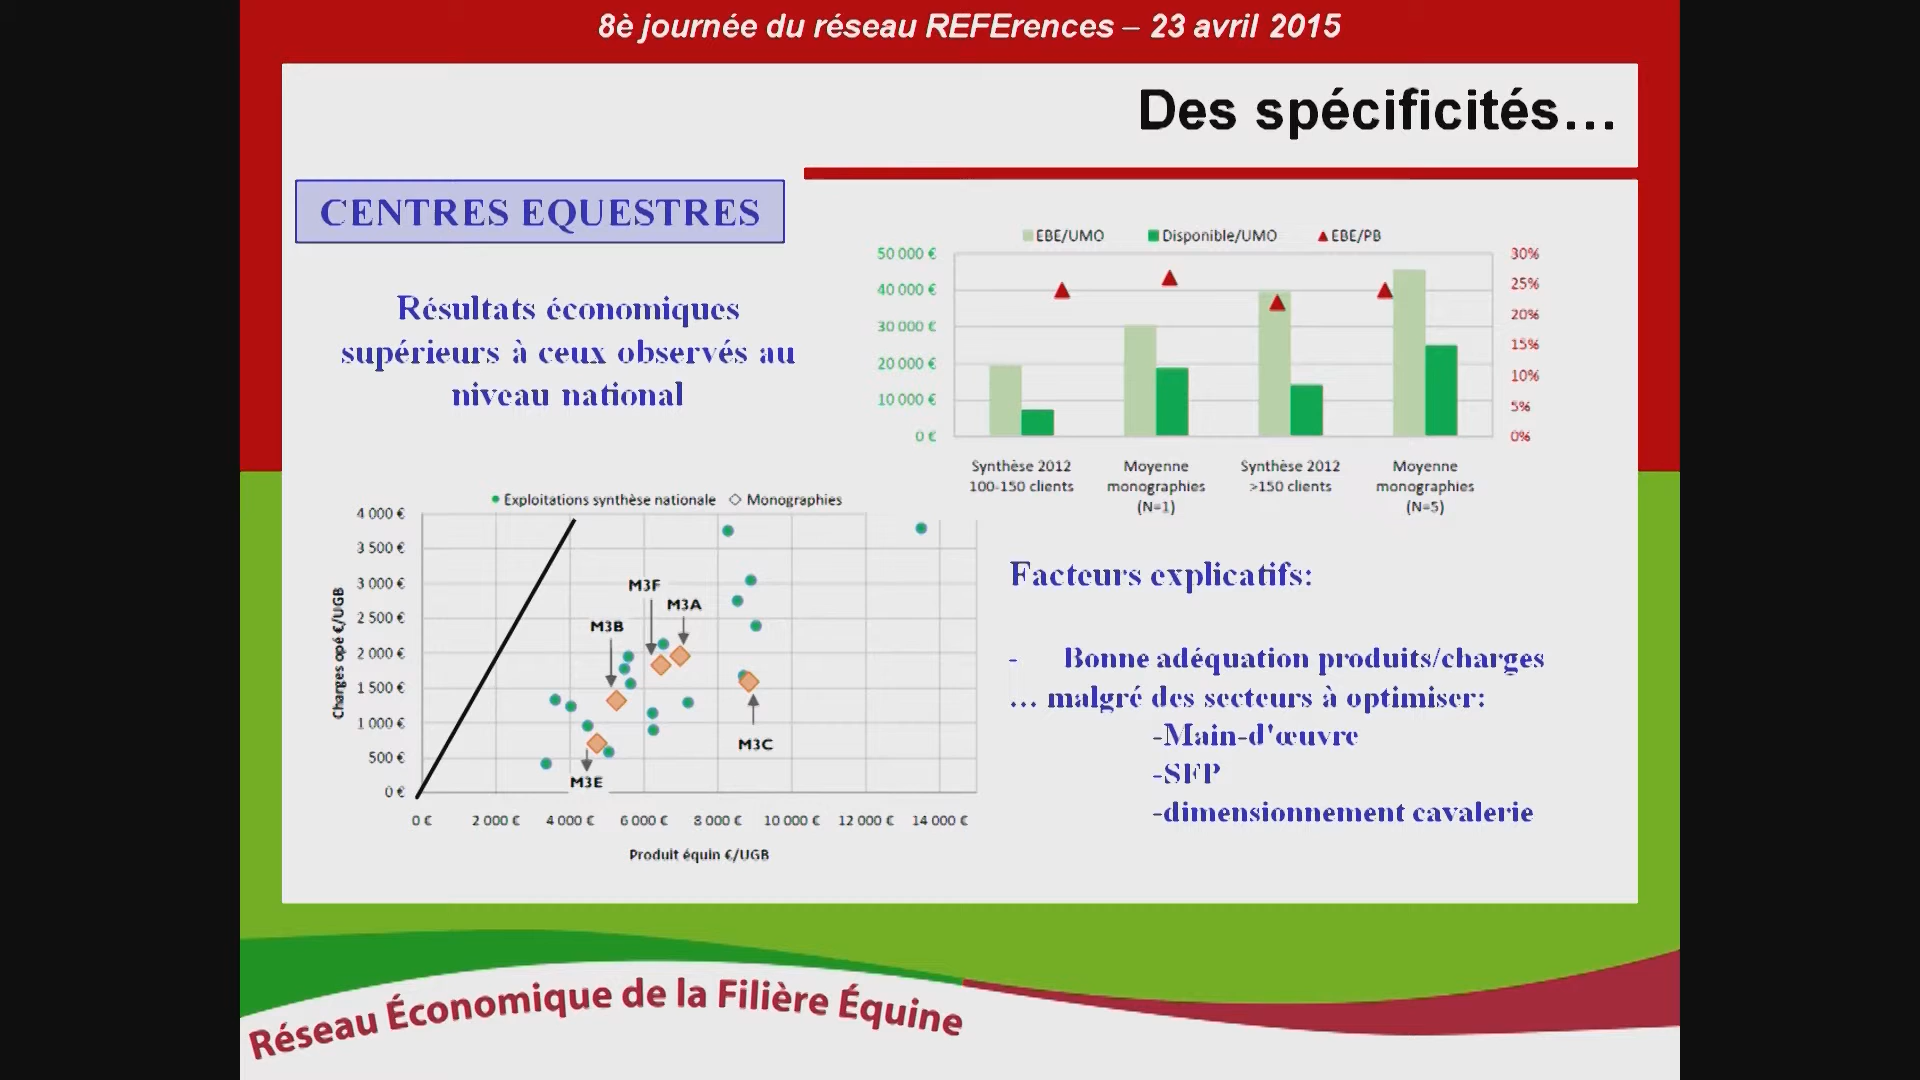 8è journée du réseau REFErences – 23 avril 2015
Des spécificités…
CENTRES EQUESTRES
Résultats économiques
supérieurs à ceux observés au
niveau national
EBE/UMO Disponible/UMO EBE/PB
50 000 € 30%
25%
40 000 €
20%
30 000 €
15%
20 000 €
10%
10 000 €
5%
0 € 0%
Synthèse 2012
100-150 clients
Moyenne
monographies
(N=1)
Synthèse 2012
>150 clients
Moyenne
monographies
(N=5)
Exploitations synthèse nationale Monographies
Charges opé €/UGB
4 000 €
3 500 €
3 000 €
2 500 €
2 000 €
1 500 €
1 000 €
500 €
0 €
M3F
M3A
M3B
M3C
M3E
0 € 2 000 € 4 000 € 6 000 € 8 000 € 10 000 € 12 000 € 14 000 €
Produit équin €/UGB
Facteurs explicatifs:
- Bonne adéquation produits/charges
… malgré des secteurs à optimiser:
-Main-d'œuvre
-SFP
-dimensionnement cavalerie
Réseau Économique de la Filière Équine